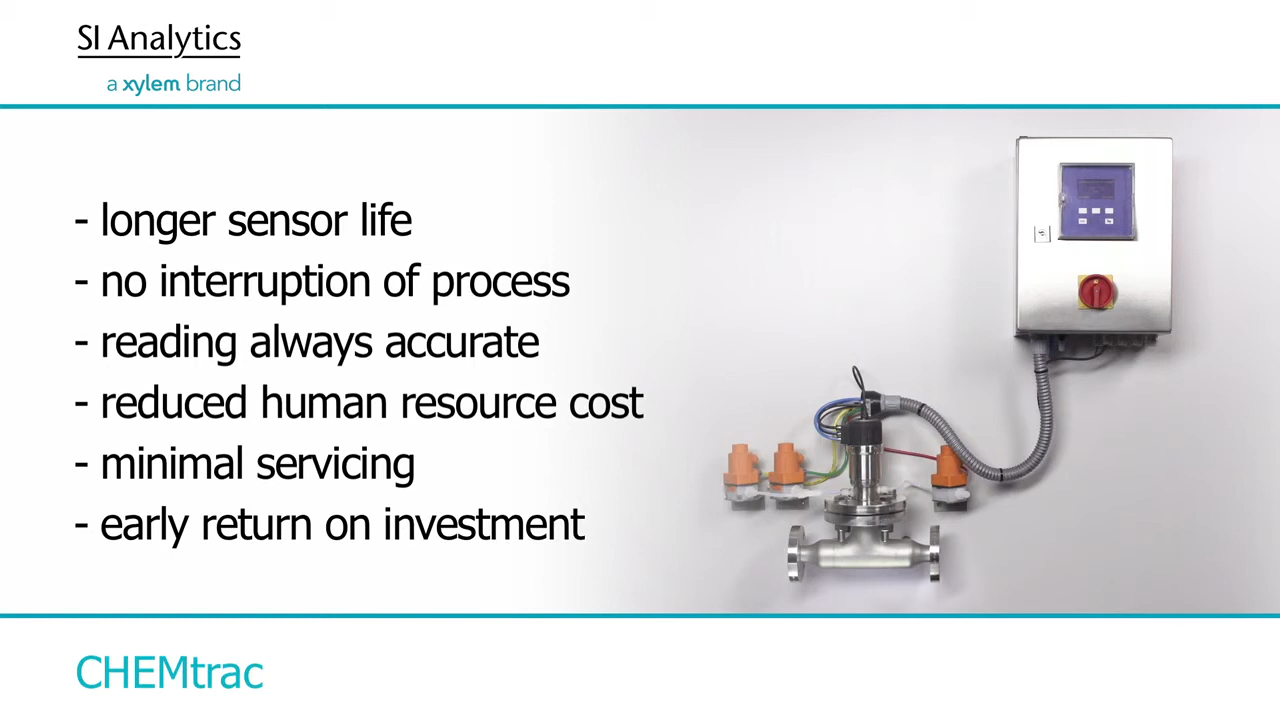 SI Analytics
a xylem brand
- longer sensor life
- no interruption of process
- reading always accurate
- reduced human resource cost
- minimal servicing
- early return on investment
CHEMtrac